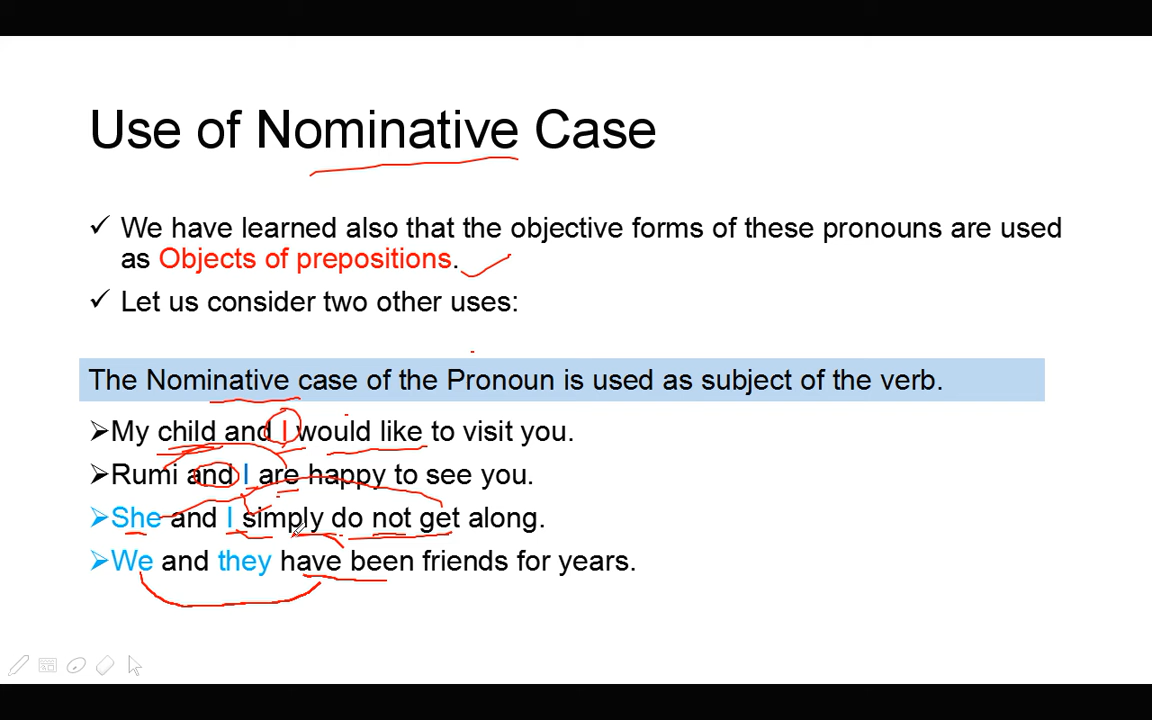 Use of Nominative Case
✓ We have learned also that the objective forms of these pronouns are used
as Objects of prepositions.
✓ Let us consider two other uses:
The Nominative case of the Pronoun is used as subject of the verb.
➢My child and I would like to visit you.
➢Rumi and I are happy to see you.
➢She and I simply do not get along.
➢We and they have been friends for years.